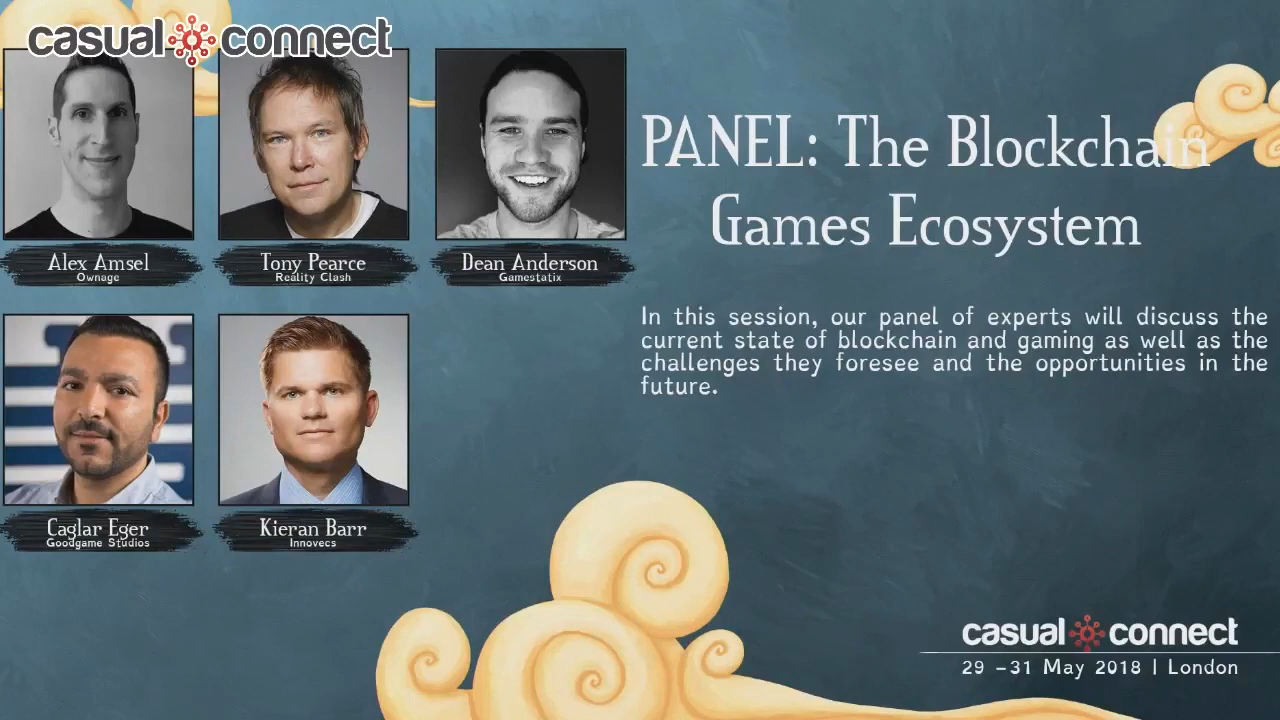 casual connect
Alex Amsel
Ownage
Tony Pearce
Reality Clash
Dean Anderson
Gamestatix
Caglar Eger
Goodgame Studios
Kieran Barr
Innovecs
PANEL: The Blockchain
Games Ecosystem
In this session, our panel of experts will discuss the
current state of blockchain and gaming as well as the
challenges they foresee and the opportunities in the
future.
casual connect
29 –31 May 2018 | London